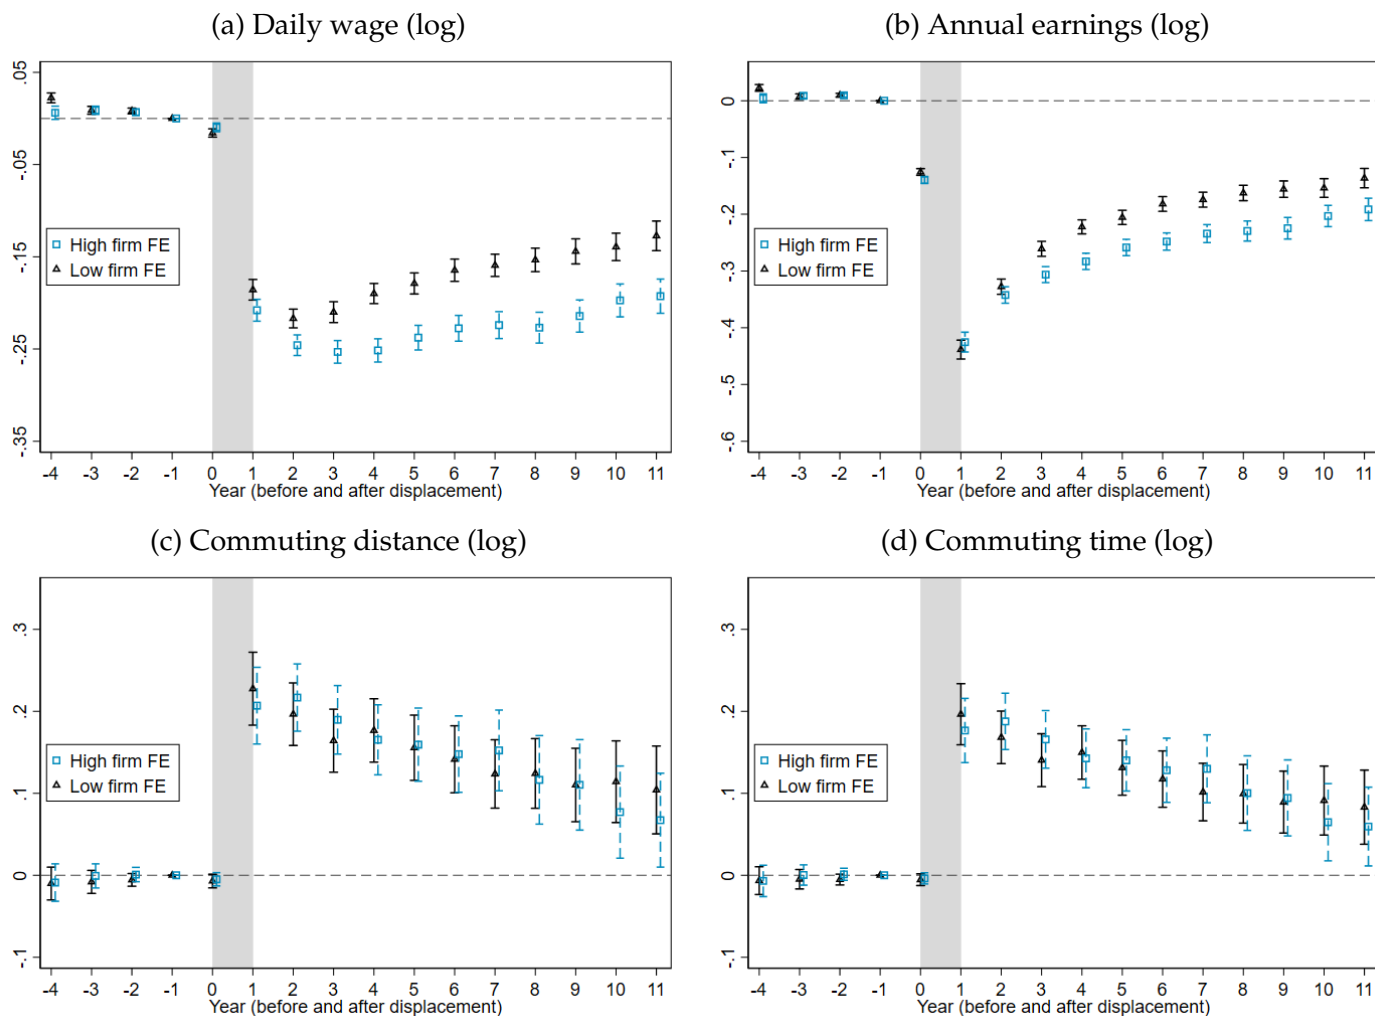 (a) Daily wage (log)
.05
0
-.05
-.15
-.25
-.35
High firm FE
Low firm FE
-4 -3 -2 -1 0 1 2 3 4 5 6 7 8 9 10 11
Year (before and after displacement)
(b) Annual earnings (log)
0
-.1
-.2
-.3
-.4
-.5
-.6
High firm FE
Low firm FE
-4 -3 -2 -1 0 1 2 3 4 5 6 7 8 9 10 11
Year (before and after displacement)
(c) Commuting distance (log)
.3
.2
.1
0
-.1
High firm FE
Low firm FE
-4 -3 -2 -1 0 1 2 3 4 5 6 7 8 9 10 11
Year (before and after displacement)
(d) Commuting time (log)
.3
.2
.1
0
-.1
High firm FE
Low firm FE
-4 -3 -2 -1 0 1 2 3 4 5 6 7 8 9 10 11
Year (before and after displacement)